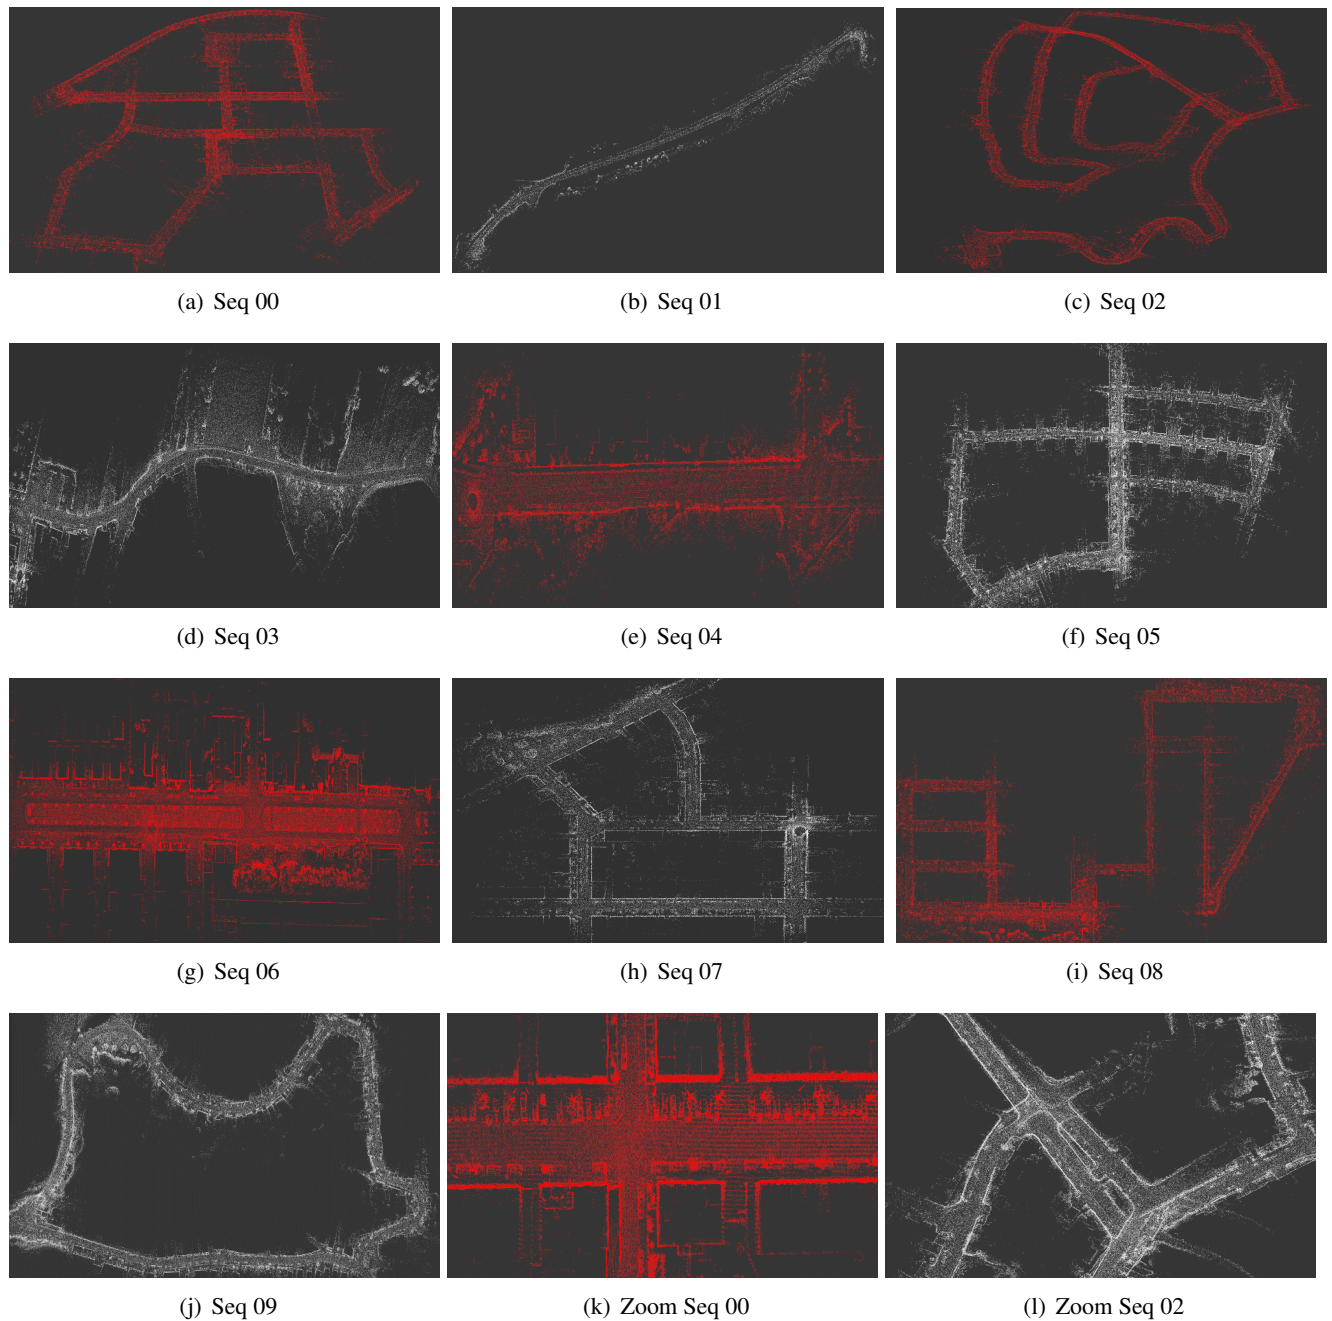 (a) Seq 00
(b) Seq 01
(c) Seq 02
(d) Seq 03
(e) Seq 04
(f) Seq 05
(g) Seq 06
(h) Seq 07
(i) Seq 08
(j) Seq 09
(k) Zoom Seq 00
(l) Zoom Seq 02